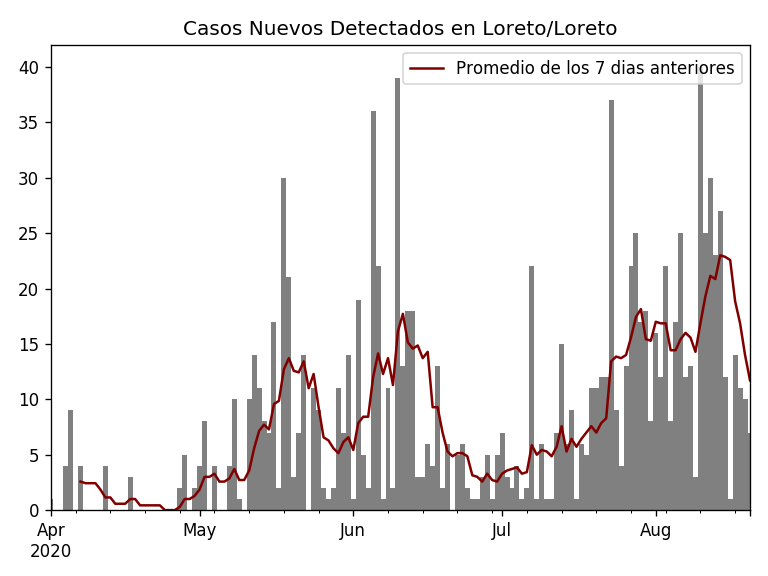 Casos Nuevos Detectados en Loreto/Loreto
Promedio de los 7 dias anteriores
40
35
30
25
20
15
10
5
0
Apr
2020
May
Jun
Jul
Aug